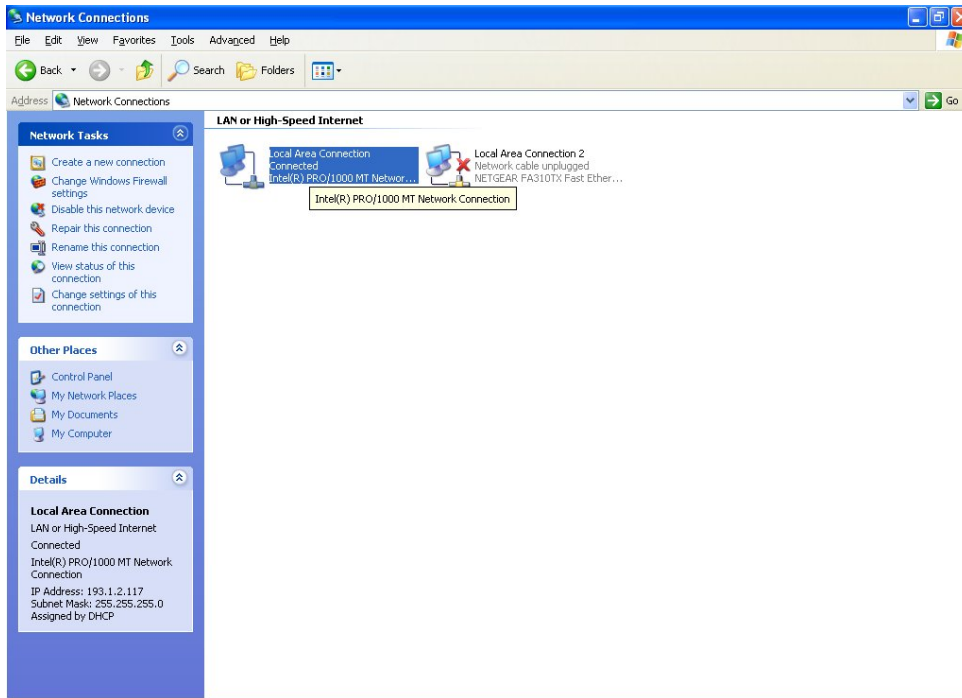 Network Connections
File Edit View Favorites Tools Advanced Help
Back Search Folders
Address Network Connections Go
Network Tasks
Create a new connection
Change Windows Firewall
settings
Disable this network device
Repair this connection
Rename this connection
View status of this
connection
Change settings of this
connection
Other Places
Control Panel
My Network Places
My Documents
My Computer
Details
Local Area Connection
LAN or High-Speed Internet
Connected
Intel(R) PRO/1000 MT Network
Connection
IP Address: 193.1.2.117
Subnet Mask: 255.255.255.0
Assigned by DHCP
LAN or High-Speed Internet
Local Area Connection
Connected
Intel(R) PRO/1000 MT Networ...
Intel(R) PRO/1000 MT Network Connection
Local Area Connection 2
Network cable unplugged
NETGEAR FA310TX Fast Ether...